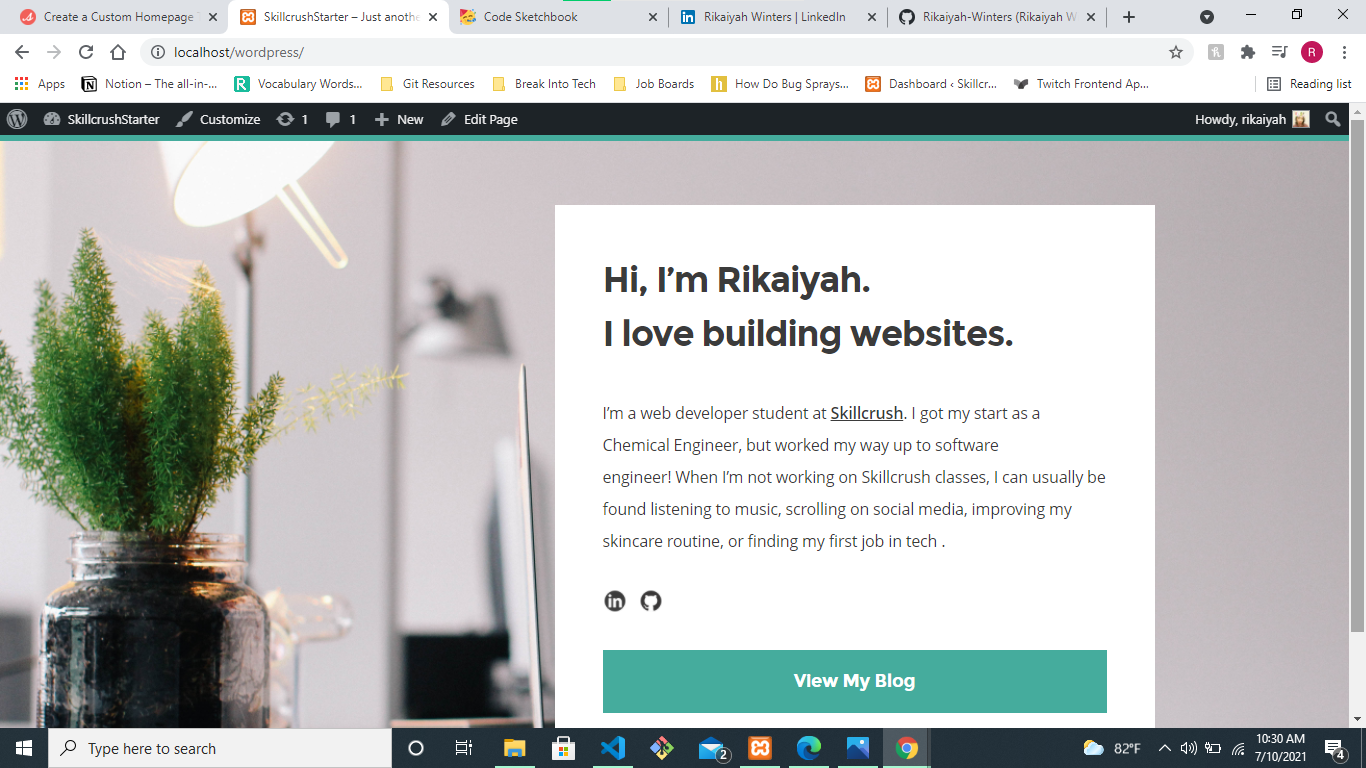 Create a Custom Homepage
SkillcrushStarter – Just anothe
Code Sketchbook
Rikaiyah Winters | LinkedIn
Rikaiyah-Winters (Rikaiyah W
localhost/wordpress/
R
Apps
Notion – The all-in-...
Vocabulary Words...
Git Resources
Break Into Tech
Job Boards
How Do Bug Sprays...
Dashboard ‹ Skillcr...
Twitch Frontend Ap...
Reading list
SkillcrushStarter
Customize
1
1
New
Edit Page
Howdy, rikaiyah
Hi, I’m Rikaiyah.
I love building websites.
I’m a web developer student at Skillcrush. I got my start as a
Chemical Engineer, but worked my way up to software
engineer! When I’m not working on Skillcrush classes, I can usually be
found listening to music, scrolling on social media, improving my
skincare routine, or finding my first job in tech .
in
View My Blog
Type here to search
2
82°F
10:30 AM
7/10/2021
4